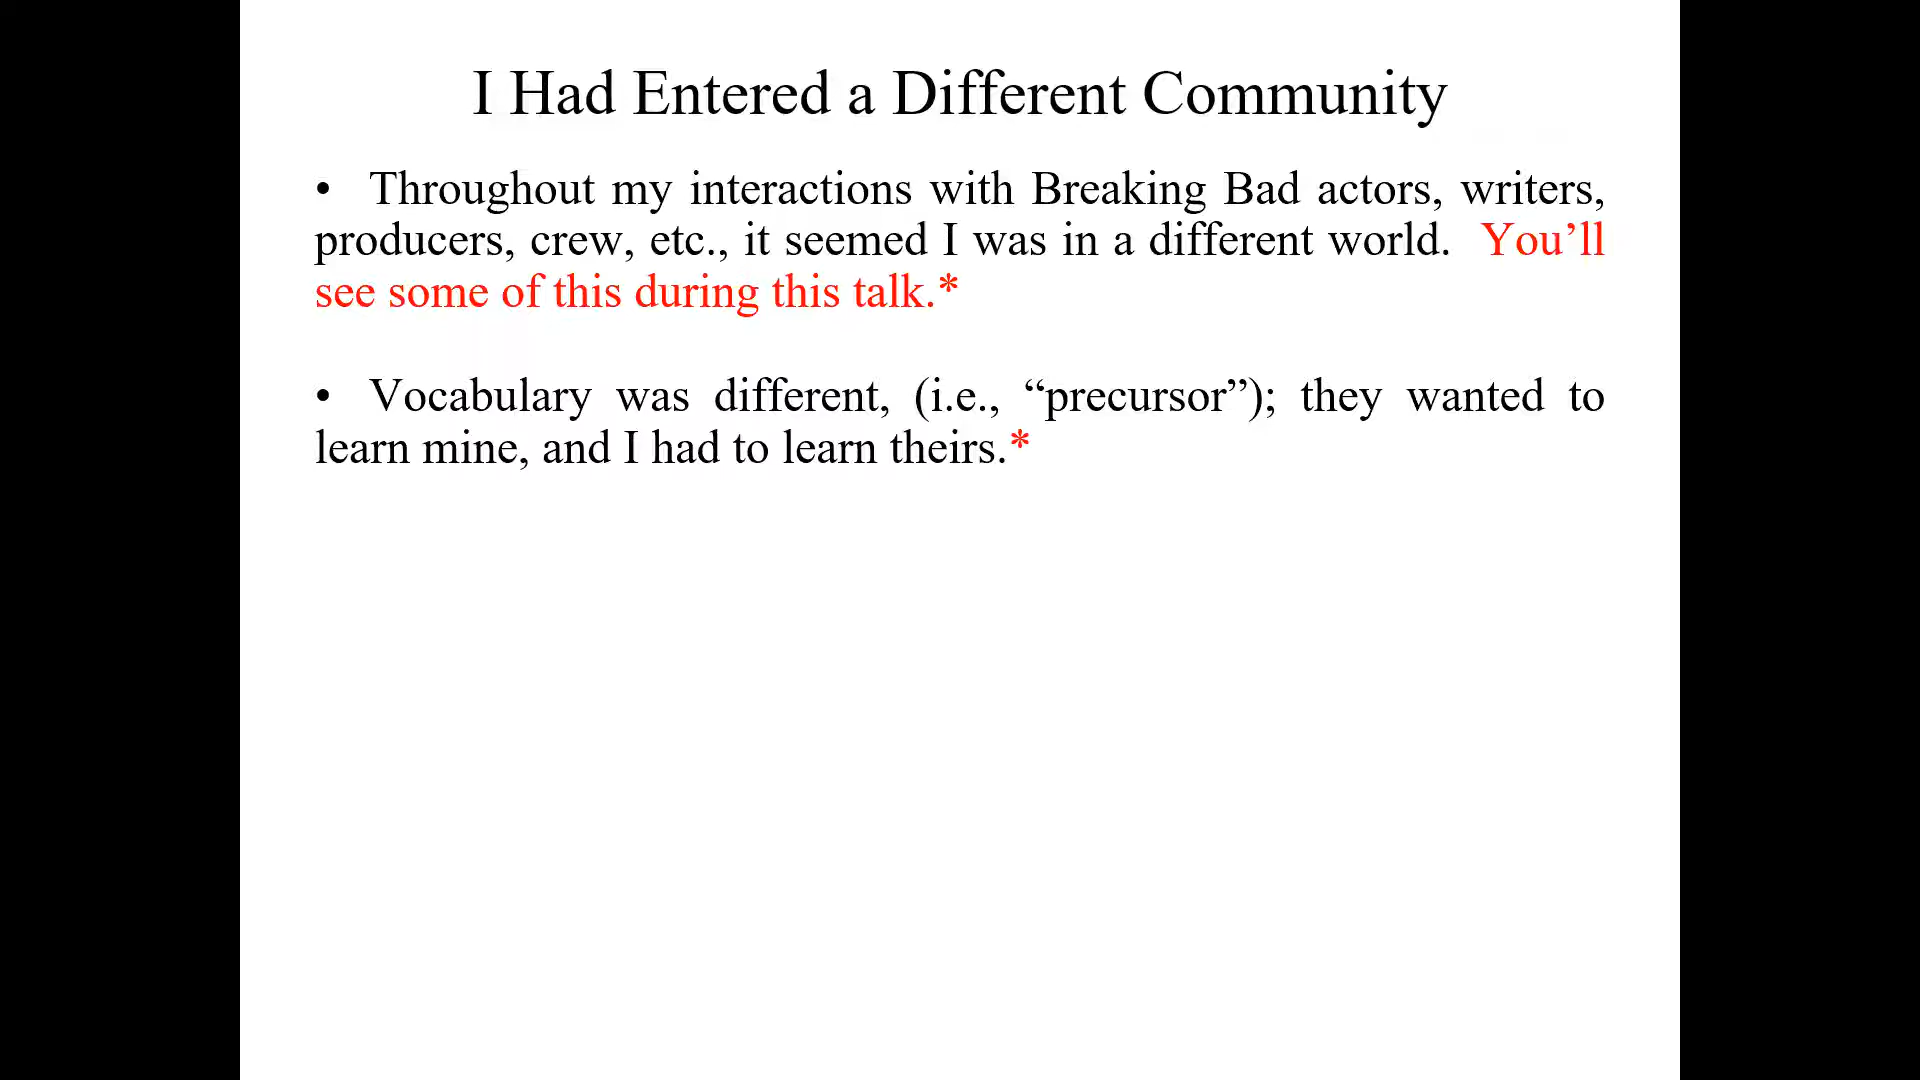 I Had Entered a Different Community
• Throughout my interactions with Breaking Bad actors, writers,
producers, crew, etc., it seemed I was in a different world. You’ll
see some of this during this talk.*
• Vocabulary was different, (i.e., “precursor”); they wanted to
learn mine, and I had to learn theirs.*